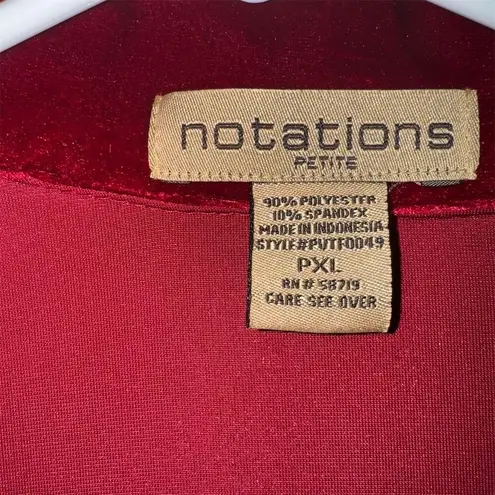 notations
PETITE
90% POLYESTER
10% SPANDEX
MADE IN INDONESIA
STYLE#PVTF0049
PXL
RN# 58719
CARE SEE OVER